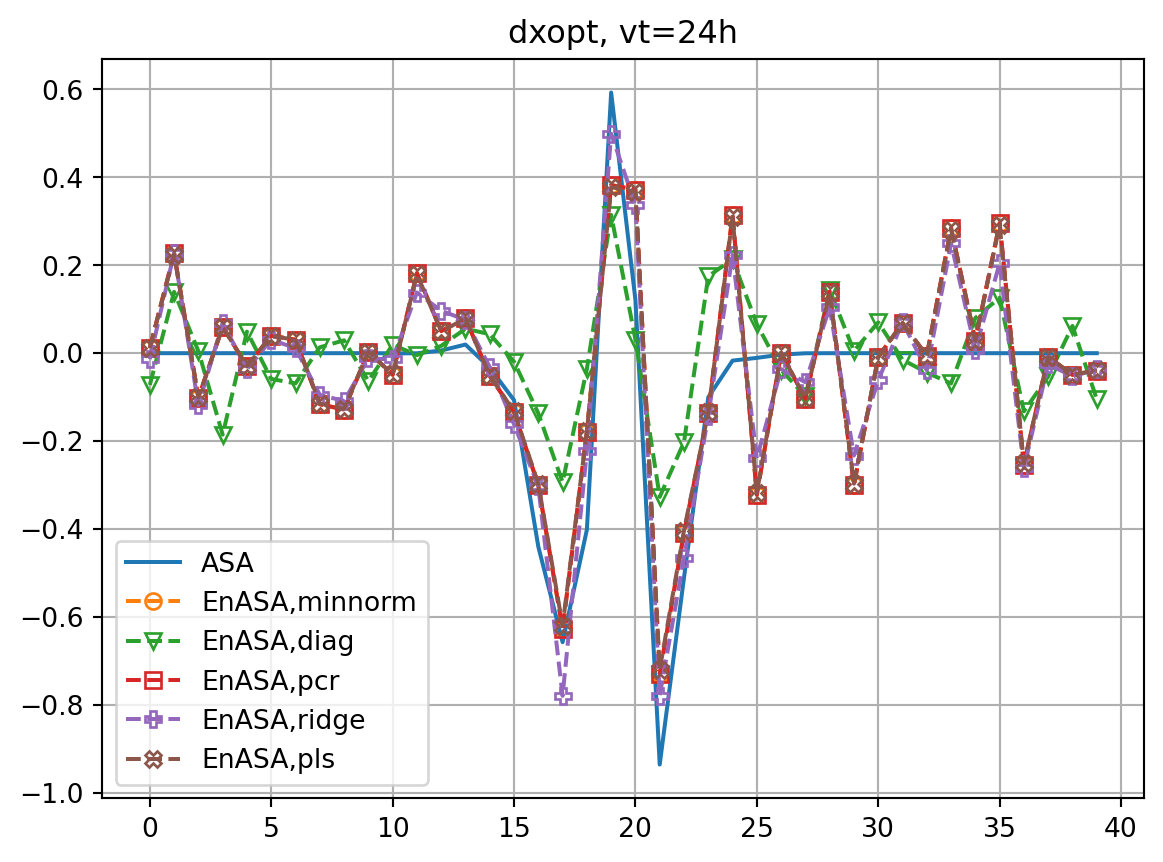 dxopt, vt=24h
0.6
0.4
0.2
0.0
−0.2
−0.4
−0.6
−0.8
−1.0
ASA
EnASA,minnorm
EnASA,diag
EnASA,pcr
EnASA,ridge
EnASA,pls
0 5 10 15 20 25 30 35 40